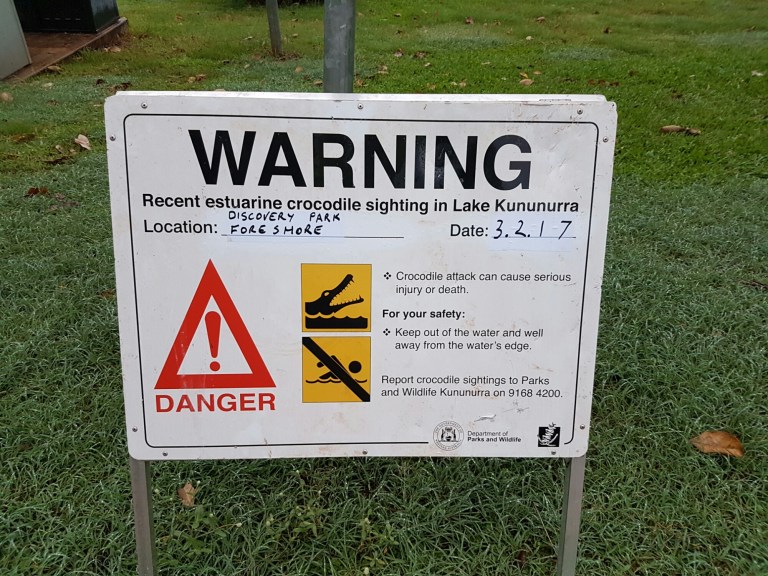 WARNING
Recent estuarine crocodile sighting in Lake Kununurra
DISCOVERY PARK
Location: FORESHORE Date: 3.2.17
❖ Crocodile attack can cause serious
injury or death.
For your safety:
❖ Keep out of the water and well
away from the water's edge.
DANGER
Report crocodile sightings to Parks
and Wildlife Kununurra on 9168 4200.
Department of
Parks and Wildlife